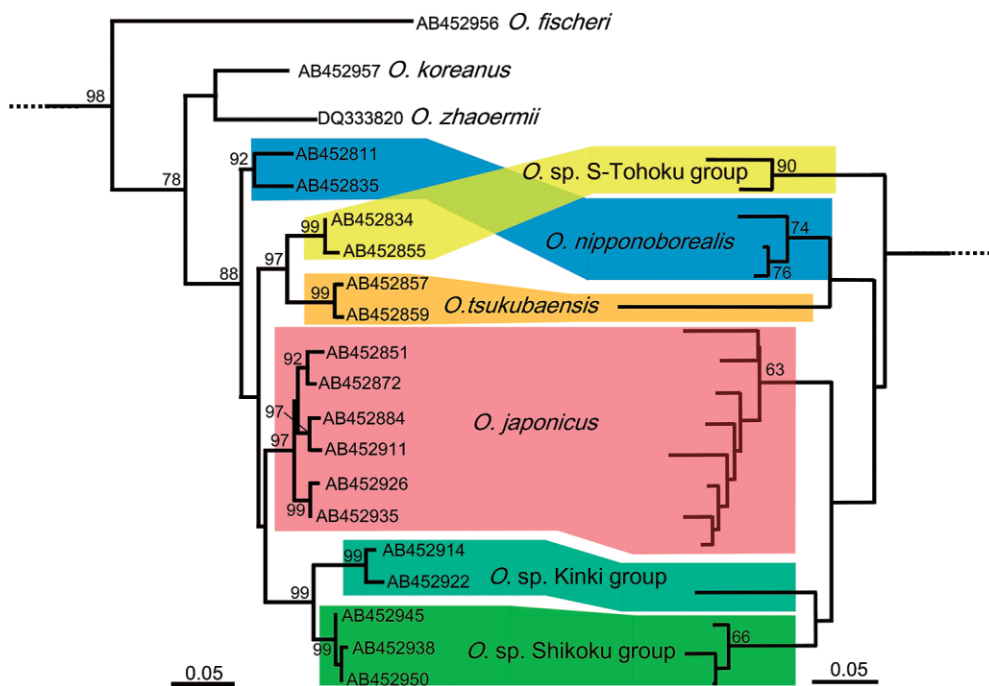 AB452956 O. fischeri
AB452957 O. koreanus
98
DQ333820 O. zhaoermii
92
AB452811
O. sp. S-Tohoku group
90
78
AB452835
99
AB452834
O. nipponoborealis
74
AB452855
97
88
76
99
AB452857
O.tsukubaensis
AB452859
92
AB452851
63
AB452872
97
AB452884
O. japonicus
97
AB452911
AB452926
99
AB452935
99
AB452914
O. sp. Kinki group
AB452922
99
AB452945
66
99
AB452938
O. sp. Shikoku group
AB452950
0.05
0.05